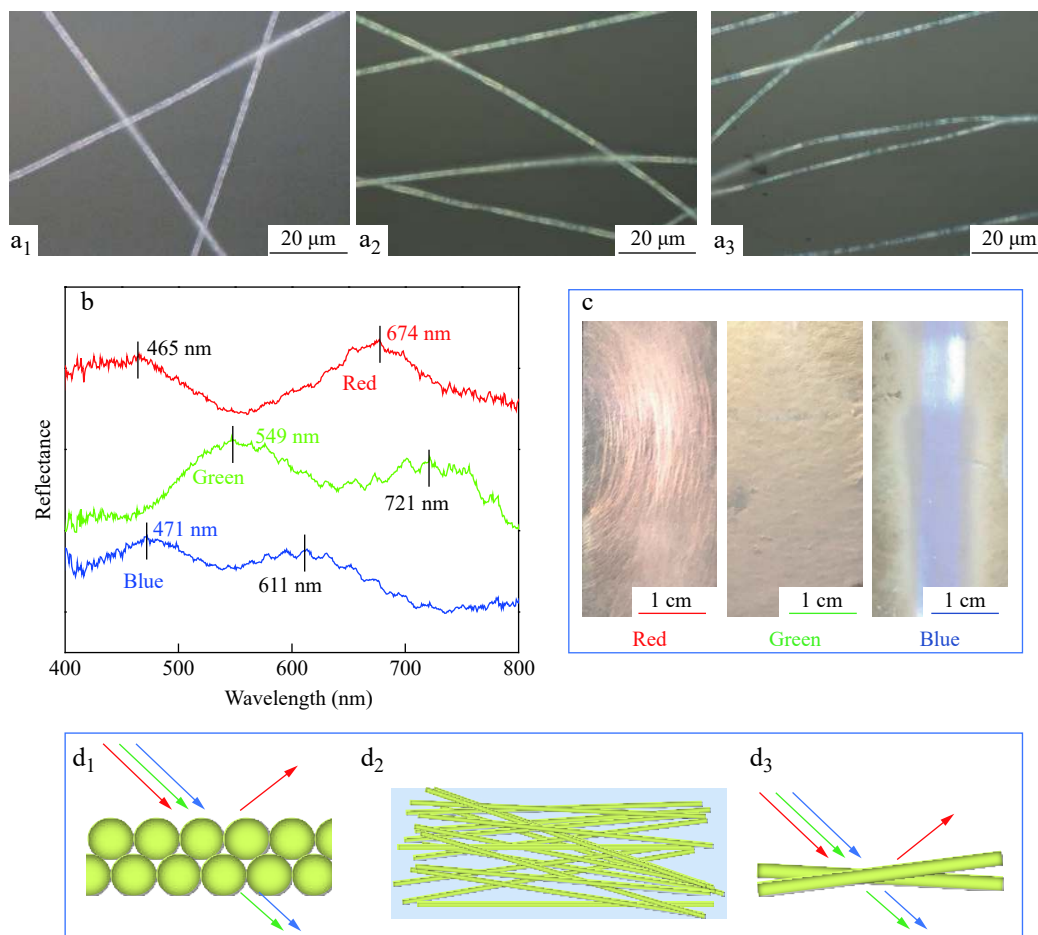 a1
20 μm
a2
20 μm
a3
20 μm
b
465 nm
674 nm
Red
549 nm
Green
721 nm
471 nm
Blue
611 nm
Reflectance
400
500
600
700
800
Wavelength (nm)
c
1 cm
1 cm
1 cm
Red
Green
Blue
d1
d2
d3